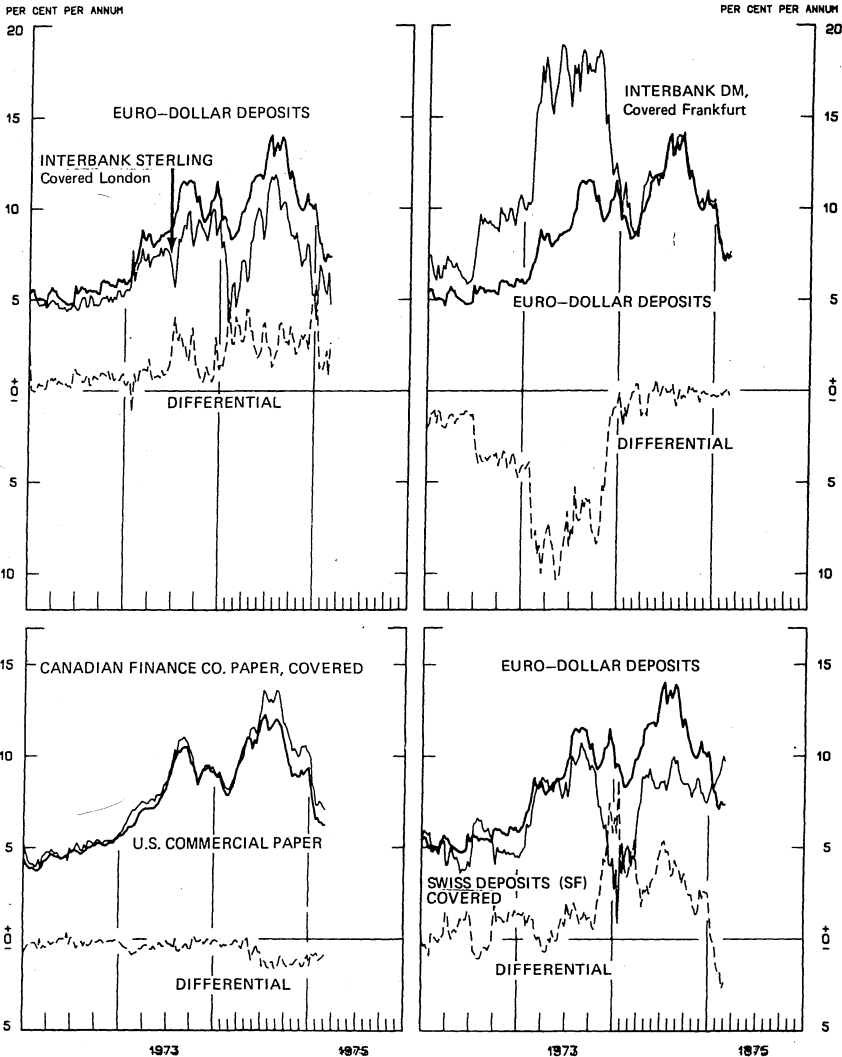 PER CENT PER ANNUM
PER CENT PER ANNUM
20
15
10
5
+
0
–
5
10
EURO–DOLLAR DEPOSITS
INTERBANK STERLING
Covered London
DIFFERENTIAL
20
15
10
5
+
0
–
5
10
INTERBANK DM,
Covered Frankfurt
EURO–DOLLAR DEPOSITS
DIFFERENTIAL
15
10
5
+
0
–
5
CANADIAN FINANCE CO. PAPER, COVERED
U.S. COMMERCIAL PAPER
DIFFERENTIAL
1973
1975
15
10
5
+
0
–
5
EURO–DOLLAR DEPOSITS
SWISS DEPOSITS (SF)
COVERED
DIFFERENTIAL
1973
1975